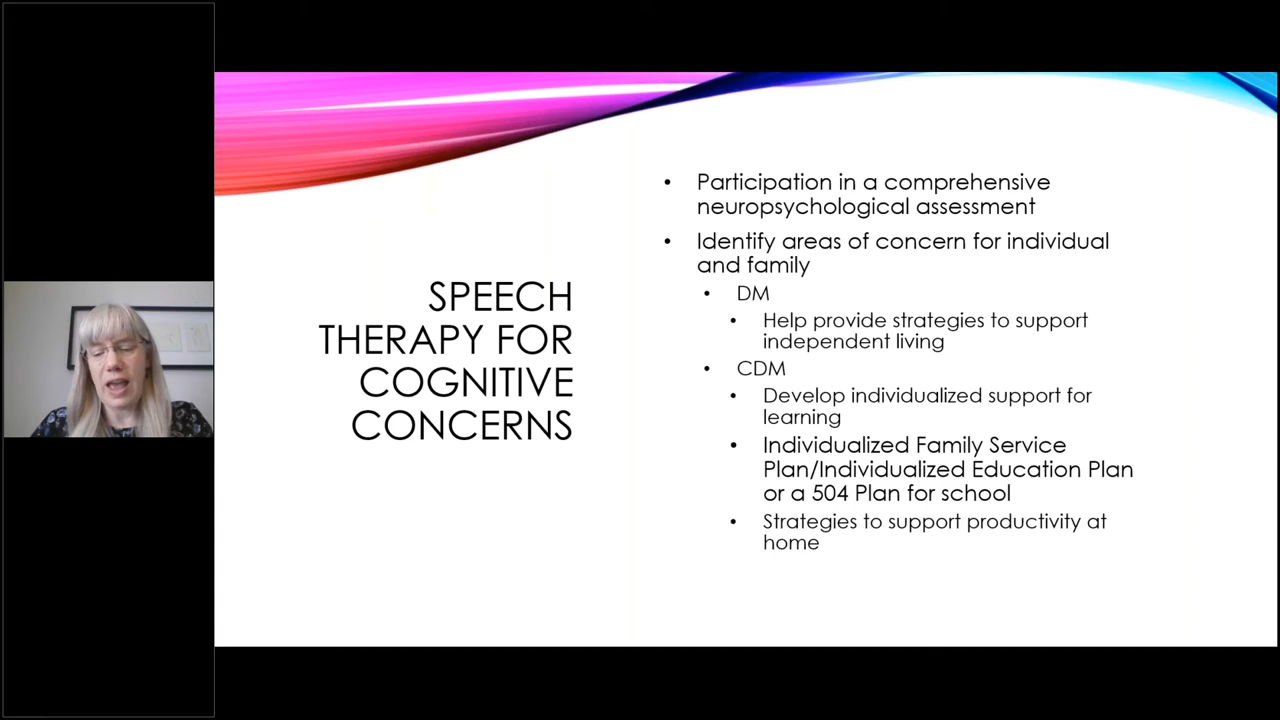 SPEECH
THERAPY FOR
COGNITIVE
CONCERNS
• Participation in a comprehensive
neuropsychological assessment
• Identify areas of concern for individual
and family
• DM
• Help provide strategies to support
independent living
• CDM
• Develop individualized support for
learning
• Individualized Family Service
Plan/Individualized Education Plan
or a 504 Plan for school
• Strategies to support productivity at
home